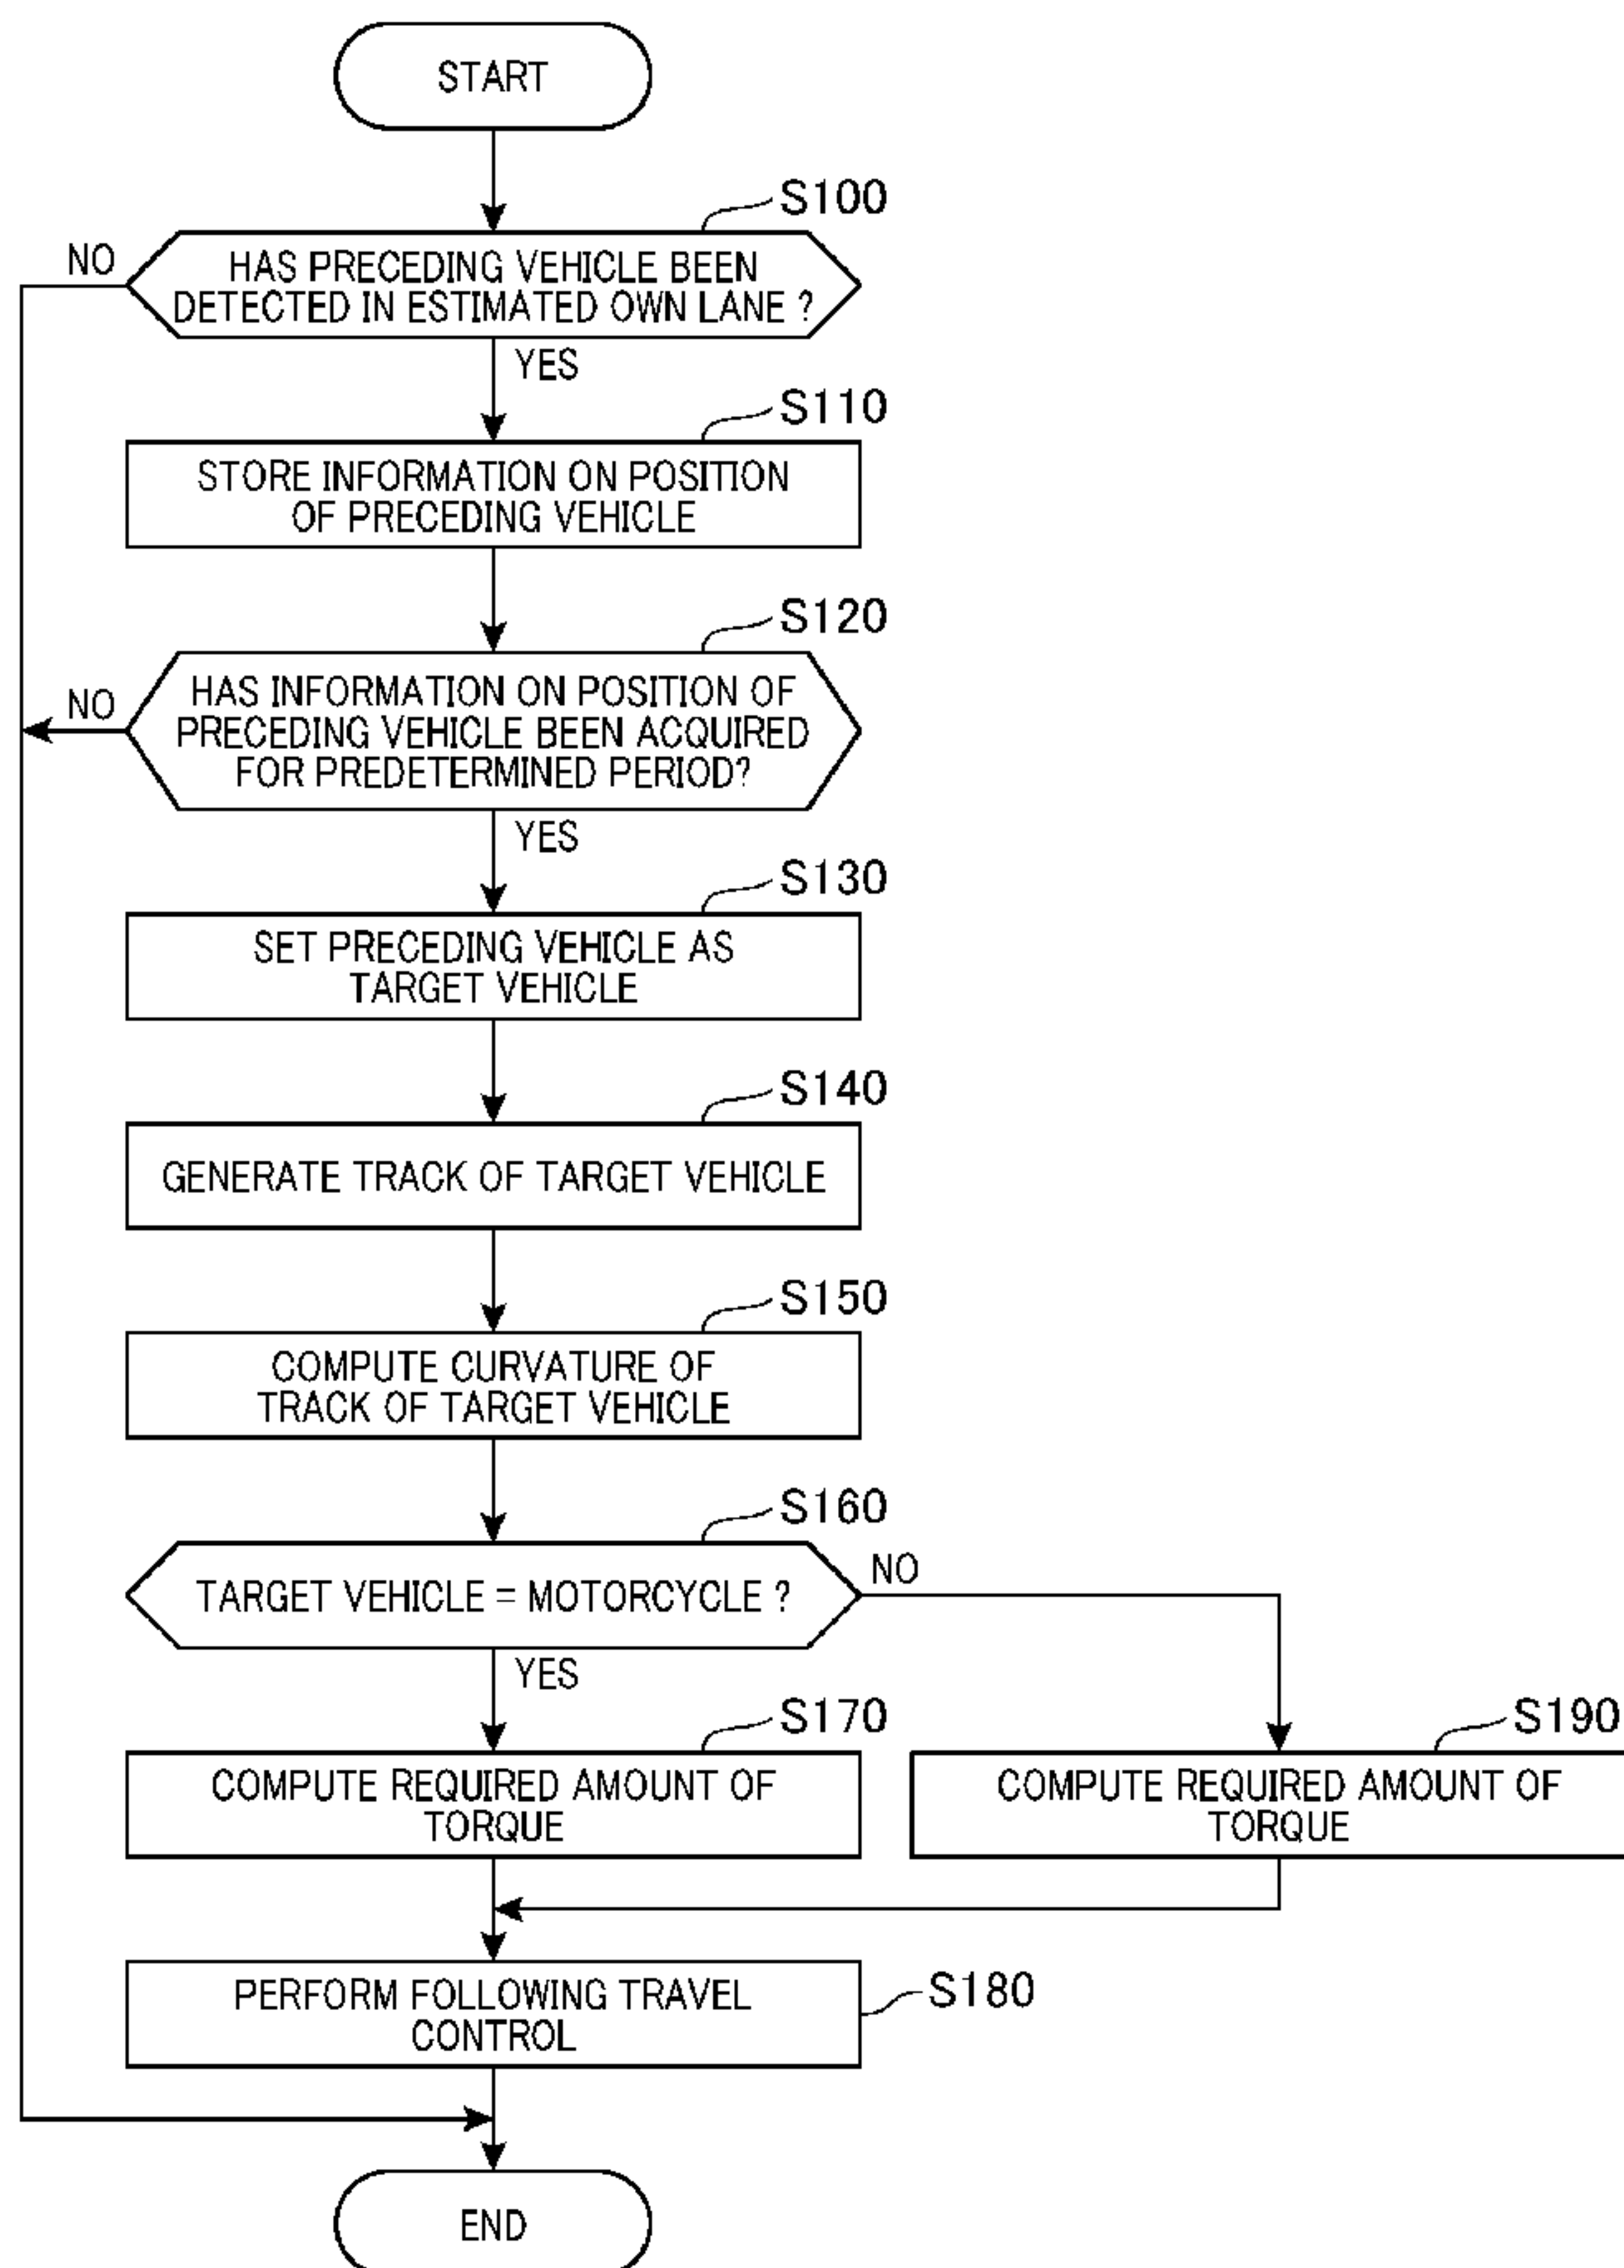 START
S100
NO
HAS PRECEDING VEHICLE BEEN
DETECTED IN ESTIMATED OWN LANE ?
YES
S110
STORE INFORMATION ON POSITION
OF PRECEDING VEHICLE
S120
NO
HAS INFORMATION ON POSITION OF
PRECEDING VEHICLE BEEN ACQUIRED
FOR PREDETERMINED PERIOD?
YES
S130
SET PRECEDING VEHICLE AS
TARGET VEHICLE
S140
GENERATE TRACK OF TARGET VEHICLE
S150
COMPUTE CURVATURE OF
TRACK OF TARGET VEHICLE
S160
TARGET VEHICLE = MOTORCYCLE ?
NO
YES
S170
COMPUTE REQUIRED AMOUNT OF
TORQUE
S190
COMPUTE REQUIRED AMOUNT OF
TORQUE
PERFORM FOLLOWING TRAVEL
CONTROL
S180
END